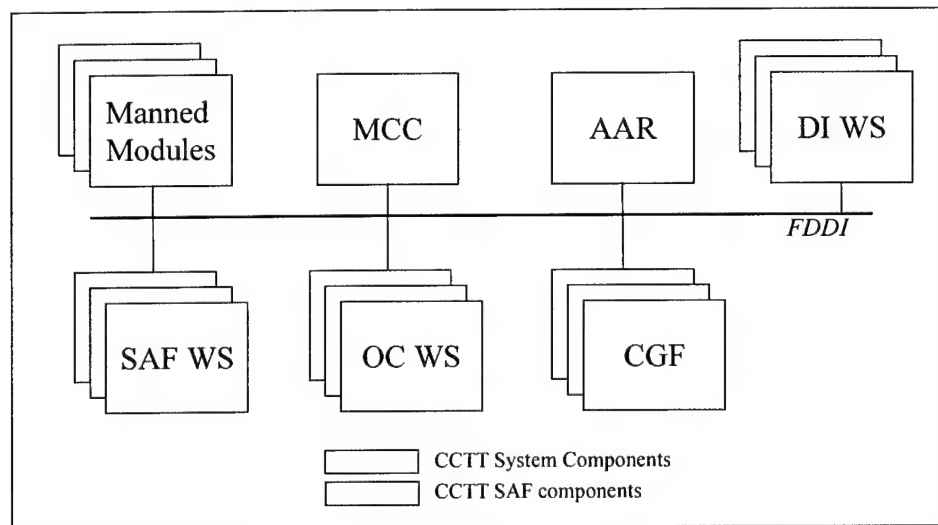 Manned
Modules
MCC
AAR
DI WS
FDDI
SAF WS
OC WS
CGF
CCTT System Components
CCTT SAF components